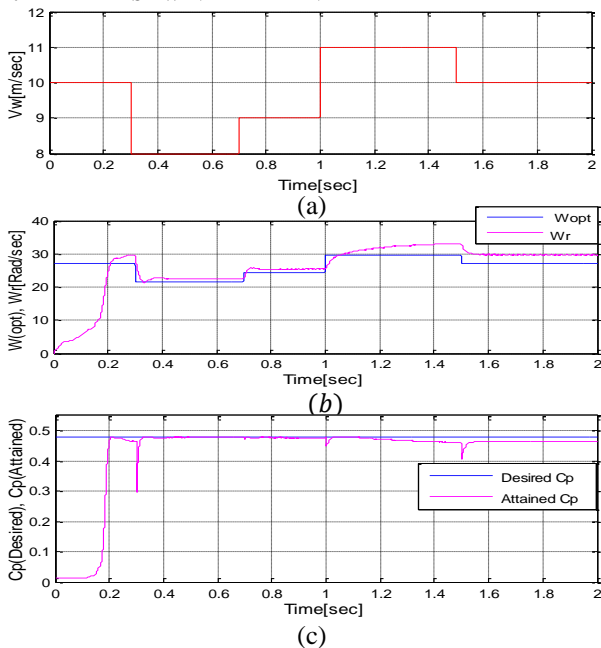 12
11
10
9
8
Vw[m/sec]
0 0.2 0.4 0.6 0.8 1 1.2 1.4 1.6 1.8 2
Time[sec]
(a)
Wopt
Wr
40
30
20
10
0
W(opt), Wr[Rad/sec]
0 0.2 0.4 0.6 0.8 1 1.2 1.4 1.6 1.8 2
Time[sec]
(b)
0.5
0.4
0.3
0.2
0.1
0
Cp(Desired), Cp(Attained)
Desired Cp
Attained Cp
0 0.2 0.4 0.6 0.8 1 1.2 1.4 1.6 1.8 2
Time[sec]
(c)